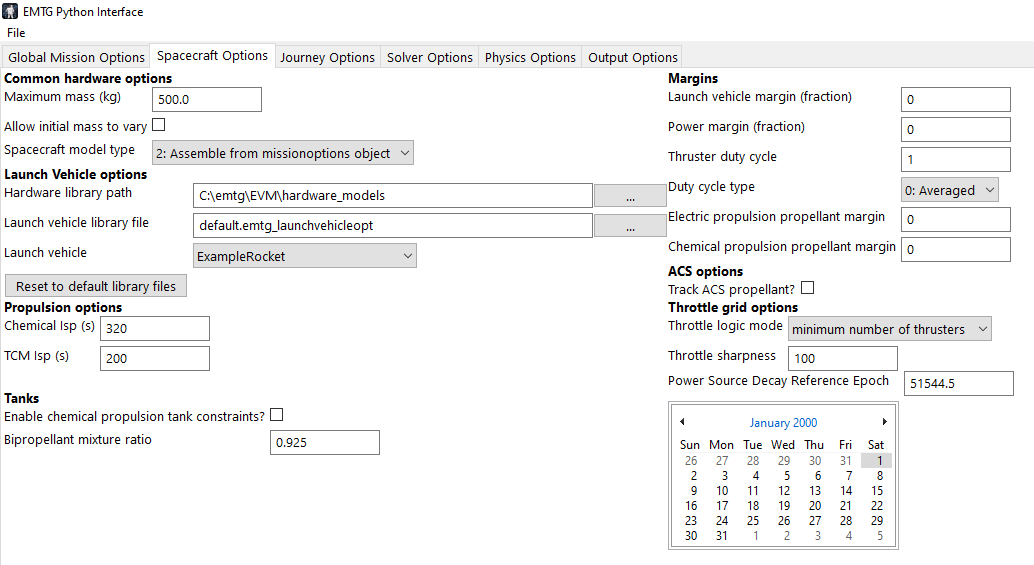 EMTG Python Interface
File
Global Mission Options Spacecraft Options Journey Options Solver Options Physics Options Output Options
Common hardware options
Maximum mass (kg) 500.0
Allow initial mass to vary
Spacecraft model type 2: Assemble from missionoptions object
Launch Vehicle options
Hardware library path C:\emtg\EVM\hardware_models ...
Launch vehicle library file default.emtg_launchvehicleopt ...
Launch vehicle ExampleRocket
Reset to default library files
Propulsion options
Chemical Isp (s) 320
TCM Isp (s) 200
Tanks
Enable chemical propulsion tank constraints?
Bipropellant mixture ratio 0.925
Margins
Launch vehicle margin (fraction) 0
Power margin (fraction) 0
Thruster duty cycle 1
Duty cycle type 0: Averaged
Electric propulsion propellant margin 0
Chemical propulsion propellant margin 0
ACS options
Track ACS propellant?
Throttle grid options
Throttle logic mode minimum number of thrusters
Throttle sharpness 100
Power Source Decay Reference Epoch 51544.5
January 2000
Sun Mon Tue Wed Thu Fri Sat
26 27 28 29 30 31 1
2 3 4 5 6 7 8
9 10 11 12 13 14 15
16 17 18 19 20 21 22
23 24 25 26 27 28 29
30 31 1 2 3 4 5